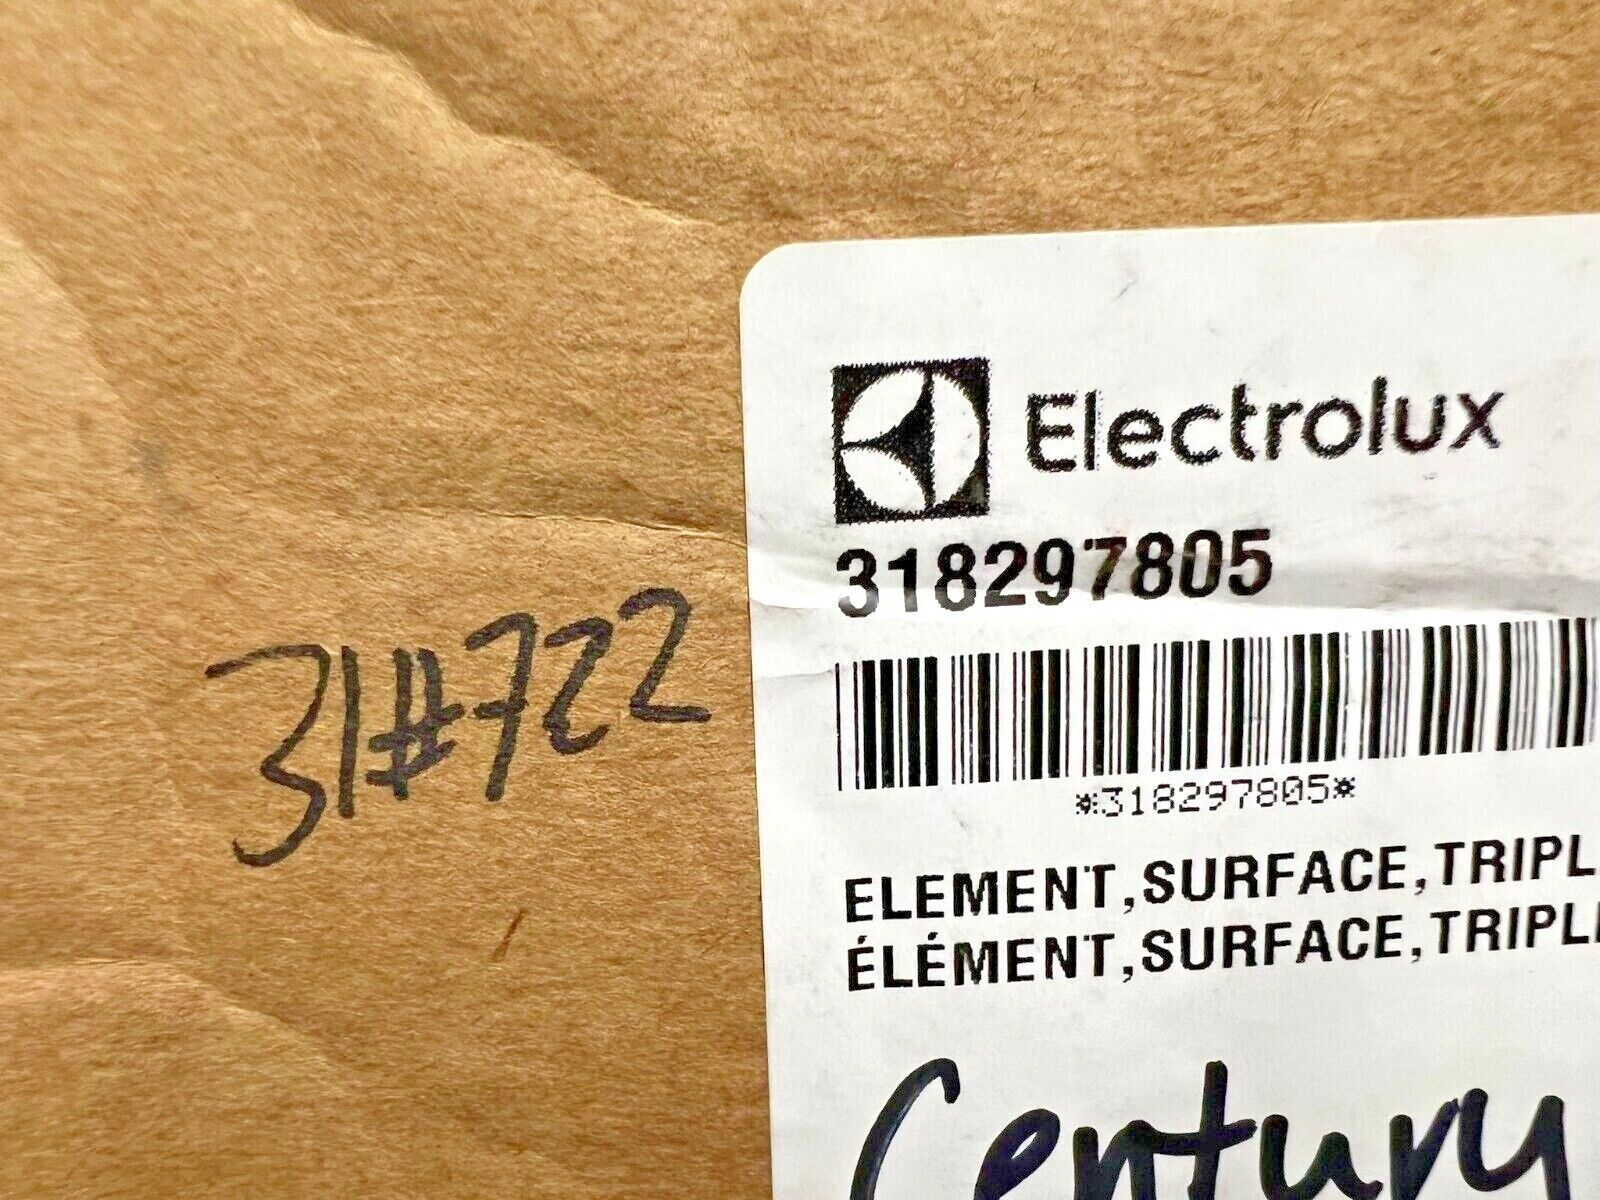 Electrolux
318297805
31#722
*318297805*
ELEMENT,SURFACE,TRIPL
ÉLÉMENT,SURFACE,TRIPL
Century